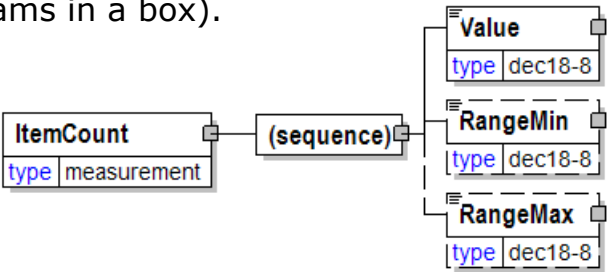 ams in a box).
Value
type dec18-8
ItemCount
type measurement
(sequence)
RangeMin
type dec18-8
RangeMax
type dec18-8